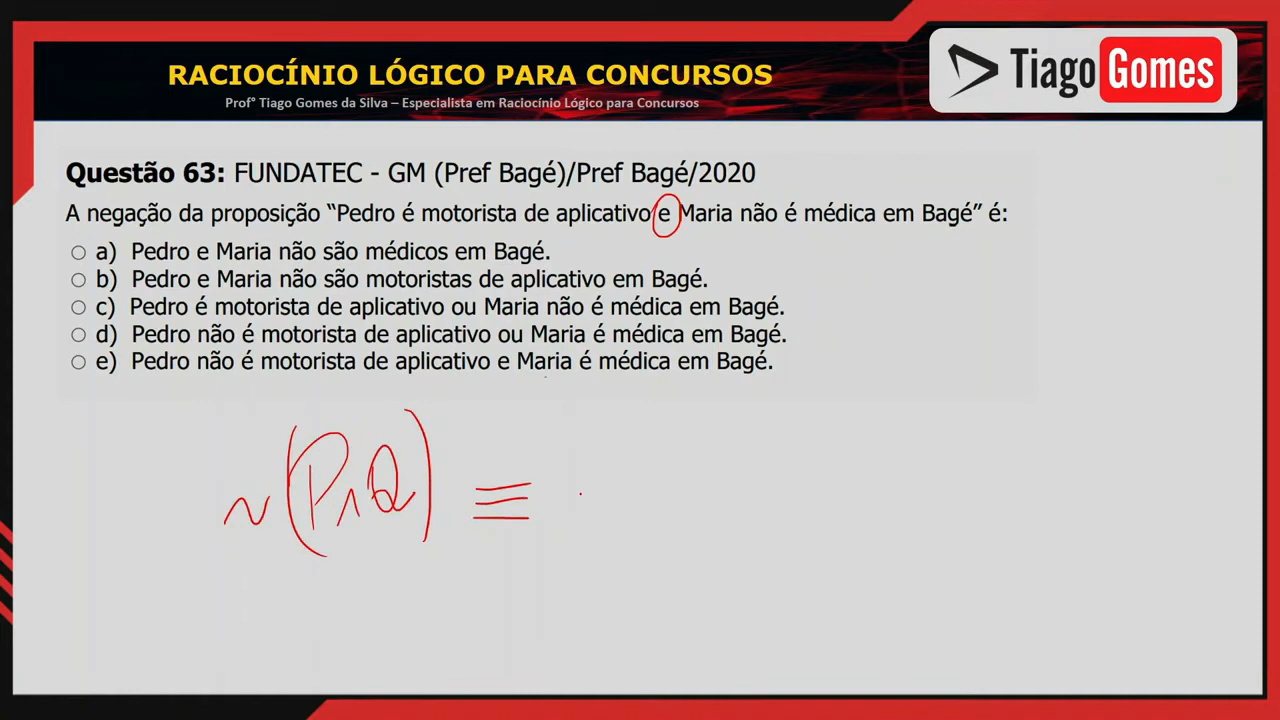 RACIOCÍNIO LÓGICO PARA CONCURSOS
Prof° Tiago Gomes da Silva – Especialista em Raciocínio Lógico para Concursos
Tiago Gomes
Questão 63: FUNDATEC - GM (Pref Bagé)/Pref Bagé/2020
A negação da proposição “Pedro é motorista de aplicativo e Maria não é médica em Bagé” é:
a) Pedro e Maria não são médicos em Bagé.
b) Pedro e Maria não são motoristas de aplicativo em Bagé.
c) Pedro é motorista de aplicativo ou Maria não é médica em Bagé.
d) Pedro não é motorista de aplicativo ou Maria é médica em Bagé.
e) Pedro não é motorista de aplicativo e Maria é médica em Bagé.
~(P∧Q) ≡